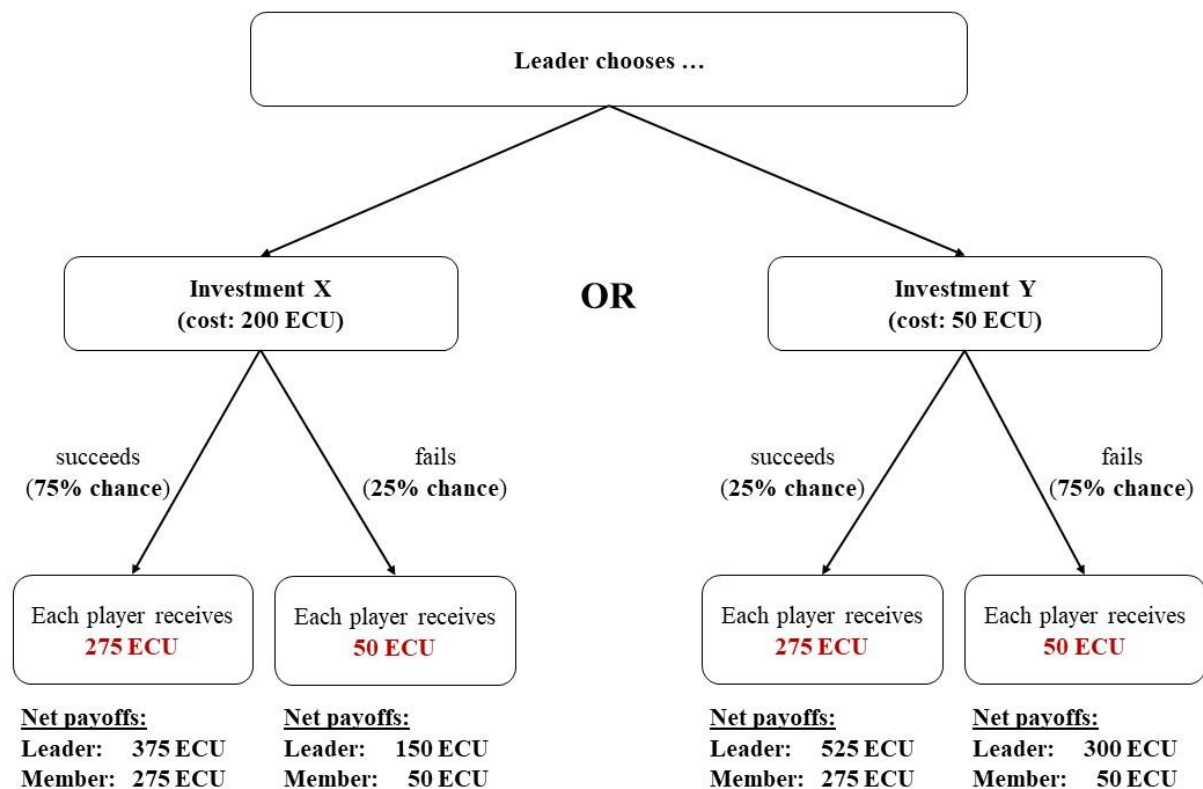 Leader chooses …
Investment X
(cost: 200 ECU)
OR
Investment Y
(cost: 50 ECU)
succeeds
(75% chance)
fails
(25% chance)
succeeds
(25% chance)
fails
(75% chance)
Each player receives
275 ECU
Each player receives
50 ECU
Each player receives
275 ECU
Each player receives
50 ECU
Net payoffs:
Leader: 375 ECU
Member: 275 ECU
Net payoffs:
Leader: 150 ECU
Member: 50 ECU
Net payoffs:
Leader: 525 ECU
Member: 275 ECU
Net payoffs:
Leader: 300 ECU
Member: 50 ECU